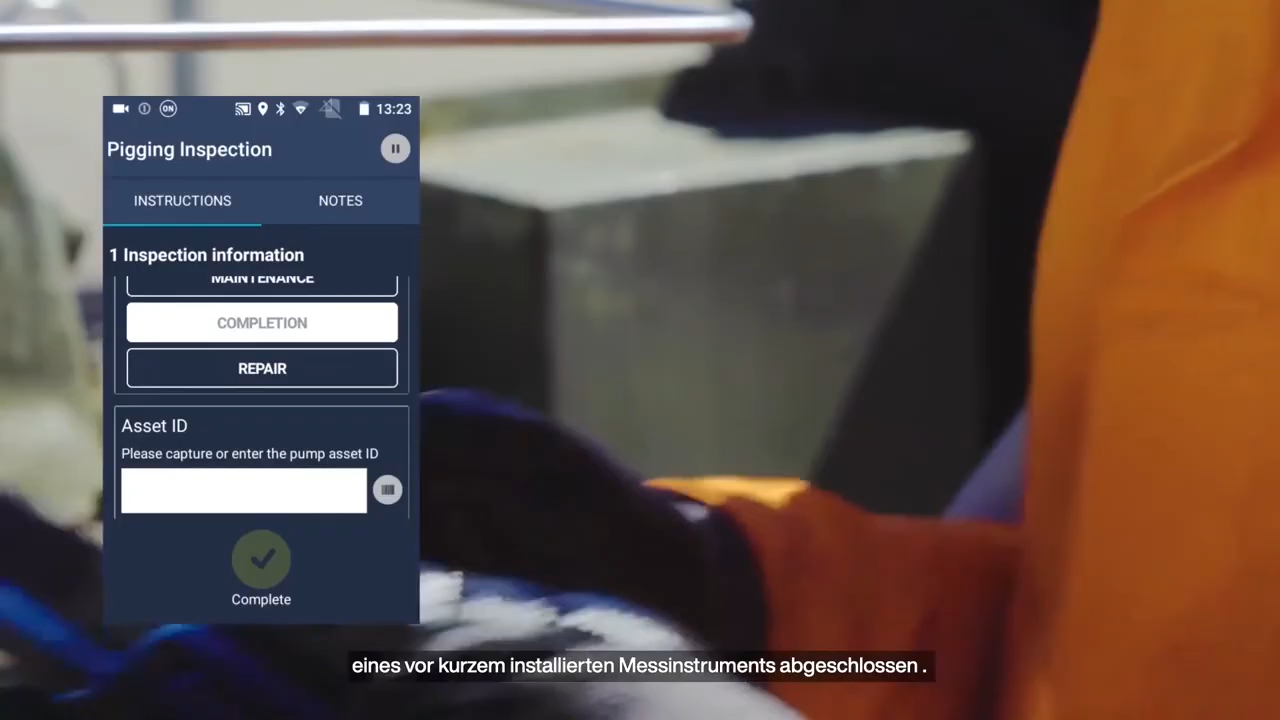 ON
13:23
Pigging Inspection
INSTRUCTIONS NOTES
1 Inspection information
MAINTENANCE
COMPLETION
REPAIR
Asset ID
Please capture or enter the pump asset ID
Complete
eines vor kurzem installierten Messinstruments abgeschlossen .